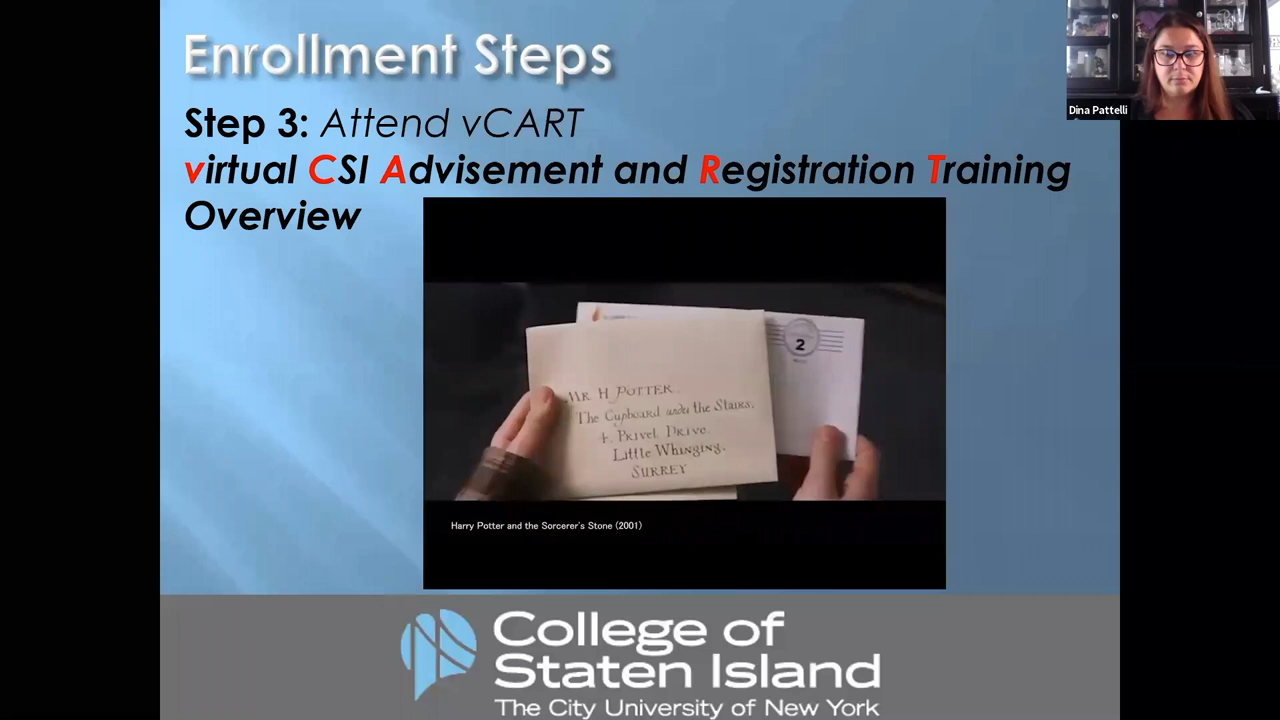 Enrollment Steps
Dina Pattelli
Step 3: Attend vCART
virtual CSI Advisement and Registration Training
Overview
2
MR H POTTER
The Cupboard under the Stairs,
4. Privet Drive,
Little Whinging,
SURREY
Harry Potter and the Sorcerer's Stone (2001)
College of
Staten Island
The City University of New York